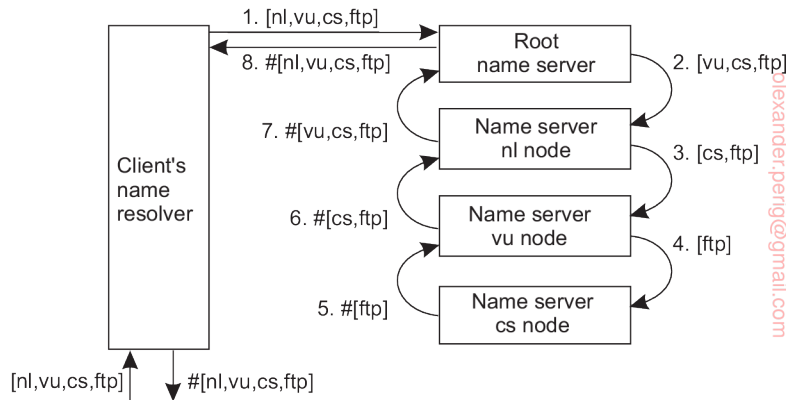 1. [nl,vu,cs,ftp]
8. #[nl,vu,cs,ftp]
Root
name server
2. [vu,cs,ftp]
7. #[vu,cs,ftp]
Name server
nl node
3. [cs,ftp]
Client's
name
resolver
6. #[cs,ftp]
Name server
vu node
4. [ftp]
5. #[ftp]
Name server
cs node
[nl,vu,cs,ftp]
#[nl,vu,cs,ftp]
olexander.perig@gmail.com